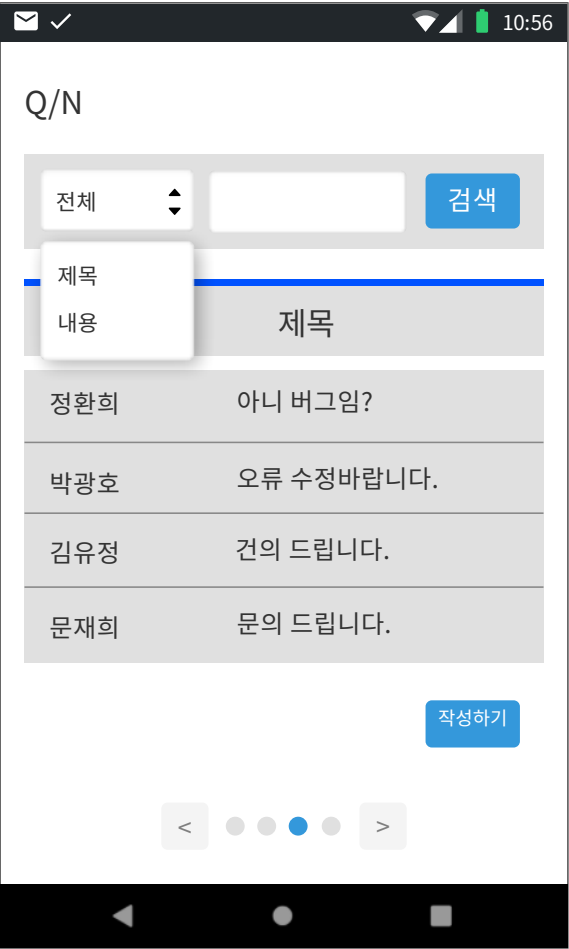 10:56
Q/N
전체
검색
제목
내용
제목
정환희 아니 버그임?
박광호 오류 수정바랍니다.
김유정 건의 드립니다.
문재희 문의 드립니다.
작성하기
< >